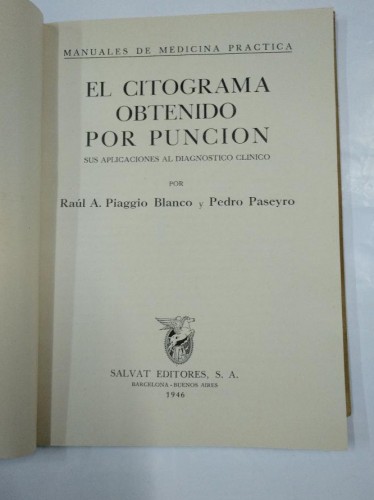 MANUALES DE MEDICINA PRACTICA
EL CITOGRAMA
OBTENIDO
POR PUNCION
SUS APLICACIONES AL DIAGNOSTICO CLINICO
POR
Raúl A. Piaggio Blanco y Pedro Paseyro
SALVAT EDITORES, S. A.
BARCELONA - BUENOS AIRES
1946